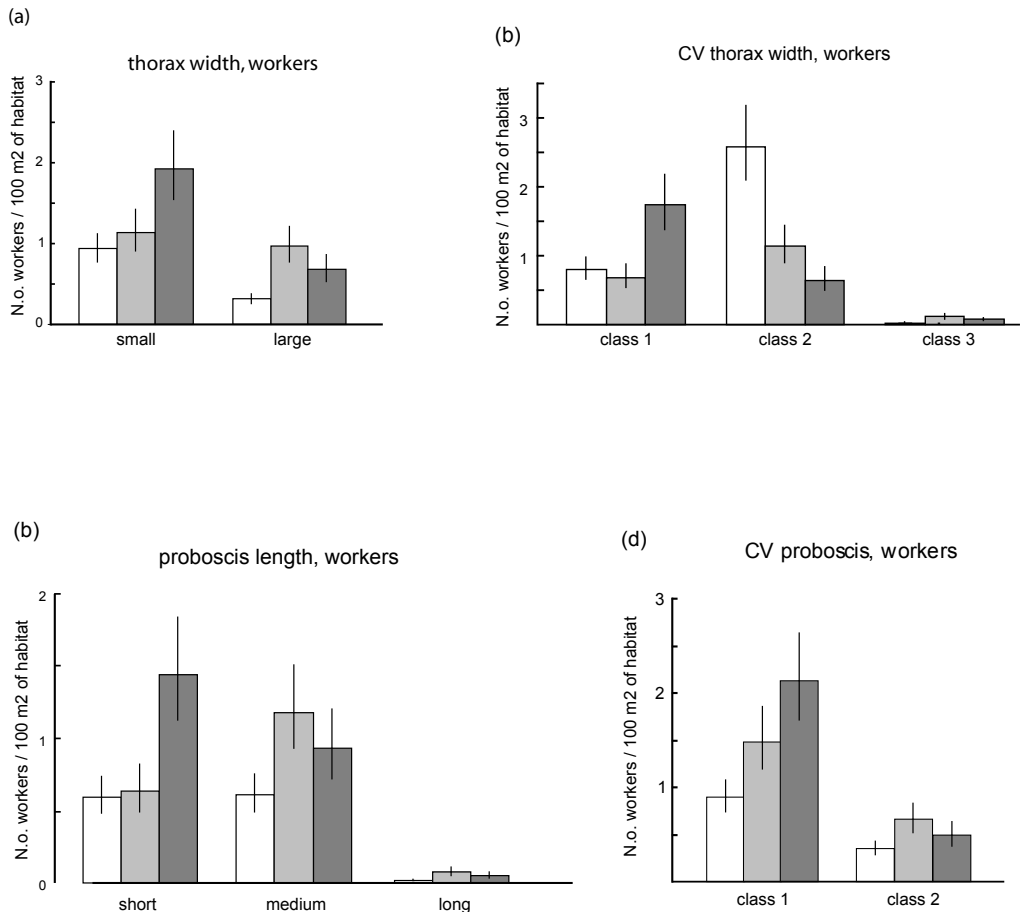 (a)
thorax width, workers
N.o. workers / 100 m2 of habitat
3
2
1
0
small large
(b)
CV thorax width, workers
N.o. workers / 100 m2 of habitat
3
2
1
class 1 class 2 class 3
(b)
proboscis length, workers
N.o. workers / 100 m2 of habitat
2
1
0
short medium long
(d)
CV proboscis, workers
N.o. workers / 100 m2 of habitat
3
2
1
class 1 class 2